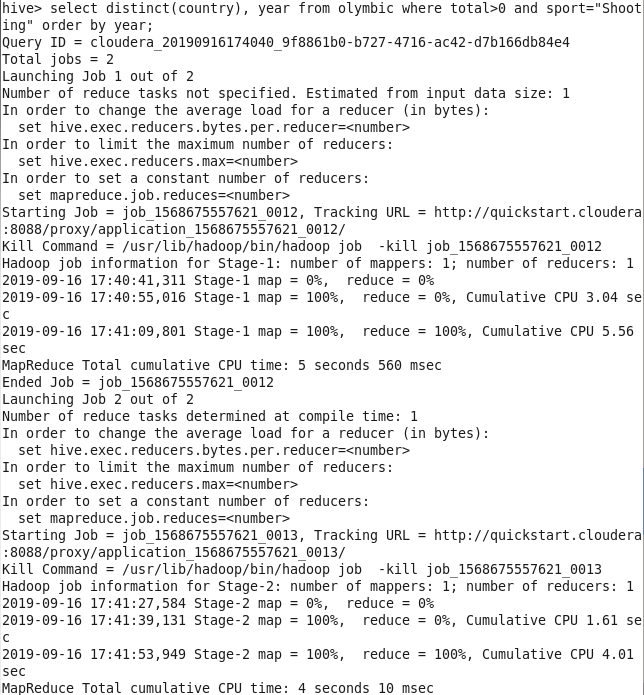 hive> select distinct(country), year from olymbic where total>0 and sport="Shoot
ing" order by year;
Query ID = cloudera_20190916174040_9f8861b0-b727-4716-ac42-d7b166db84e4
Total jobs = 2
Launching Job 1 out of 2
Number of reduce tasks not specified. Estimated from input data size: 1
In order to change the average load for a reducer (in bytes):
  set hive.exec.reducers.bytes.per.reducer=<number>
In order to limit the maximum number of reducers:
  set hive.exec.reducers.max=<number>
In order to set a constant number of reducers:
  set mapreduce.job.reduces=<number>
Starting Job = job_1568675557621_0012, Tracking URL = http://quickstart.cloudera
:8088/proxy/application_1568675557621_0012/
Kill Command = /usr/lib/hadoop/bin/hadoop job  -kill job_1568675557621_0012
Hadoop job information for Stage-1: number of mappers: 1; number of reducers: 1
2019-09-16 17:40:41,311 Stage-1 map = 0%,  reduce = 0%
2019-09-16 17:40:55,016 Stage-1 map = 100%,  reduce = 0%, Cumulative CPU 3.04 se
c
2019-09-16 17:41:09,801 Stage-1 map = 100%,  reduce = 100%, Cumulative CPU 5.56
sec
MapReduce Total cumulative CPU time: 5 seconds 560 msec
Ended Job = job_1568675557621_0012
Launching Job 2 out of 2
Number of reduce tasks determined at compile time: 1
In order to change the average load for a reducer (in bytes):
  set hive.exec.reducers.bytes.per.reducer=<number>
In order to limit the maximum number of reducers:
  set hive.exec.reducers.max=<number>
In order to set a constant number of reducers:
  set mapreduce.job.reduces=<number>
Starting Job = job_1568675557621_0013, Tracking URL = http://quickstart.cloudera
:8088/proxy/application_1568675557621_0013/
Kill Command = /usr/lib/hadoop/bin/hadoop job  -kill job_1568675557621_0013
Hadoop job information for Stage-2: number of mappers: 1; number of reducers: 1
2019-09-16 17:41:27,584 Stage-2 map = 0%,  reduce = 0%
2019-09-16 17:41:39,131 Stage-2 map = 100%,  reduce = 0%, Cumulative CPU 1.61 se
c
2019-09-16 17:41:53,949 Stage-2 map = 100%,  reduce = 100%, Cumulative CPU 4.01
sec
MapReduce Total cumulative CPU time: 4 seconds 10 msec